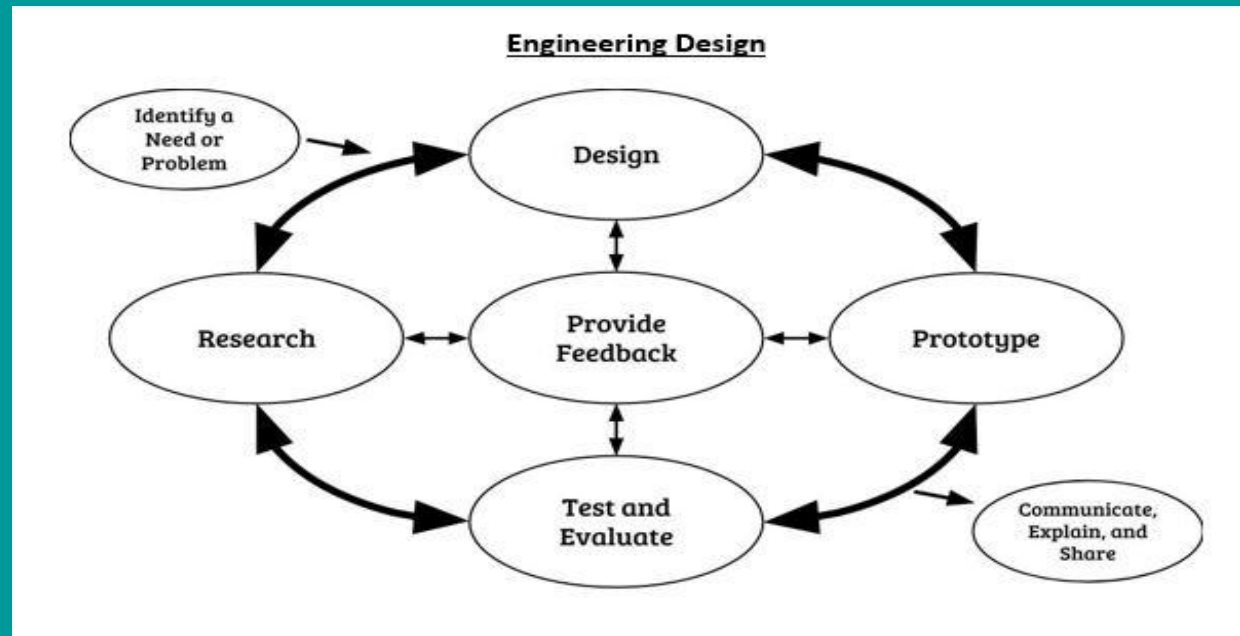 Engineering Design
Identify a
Need or
Problem
Design
Research
Provide
Feedback
Prototype
Test and
Evaluate
Communicate,
Explain, and
Share